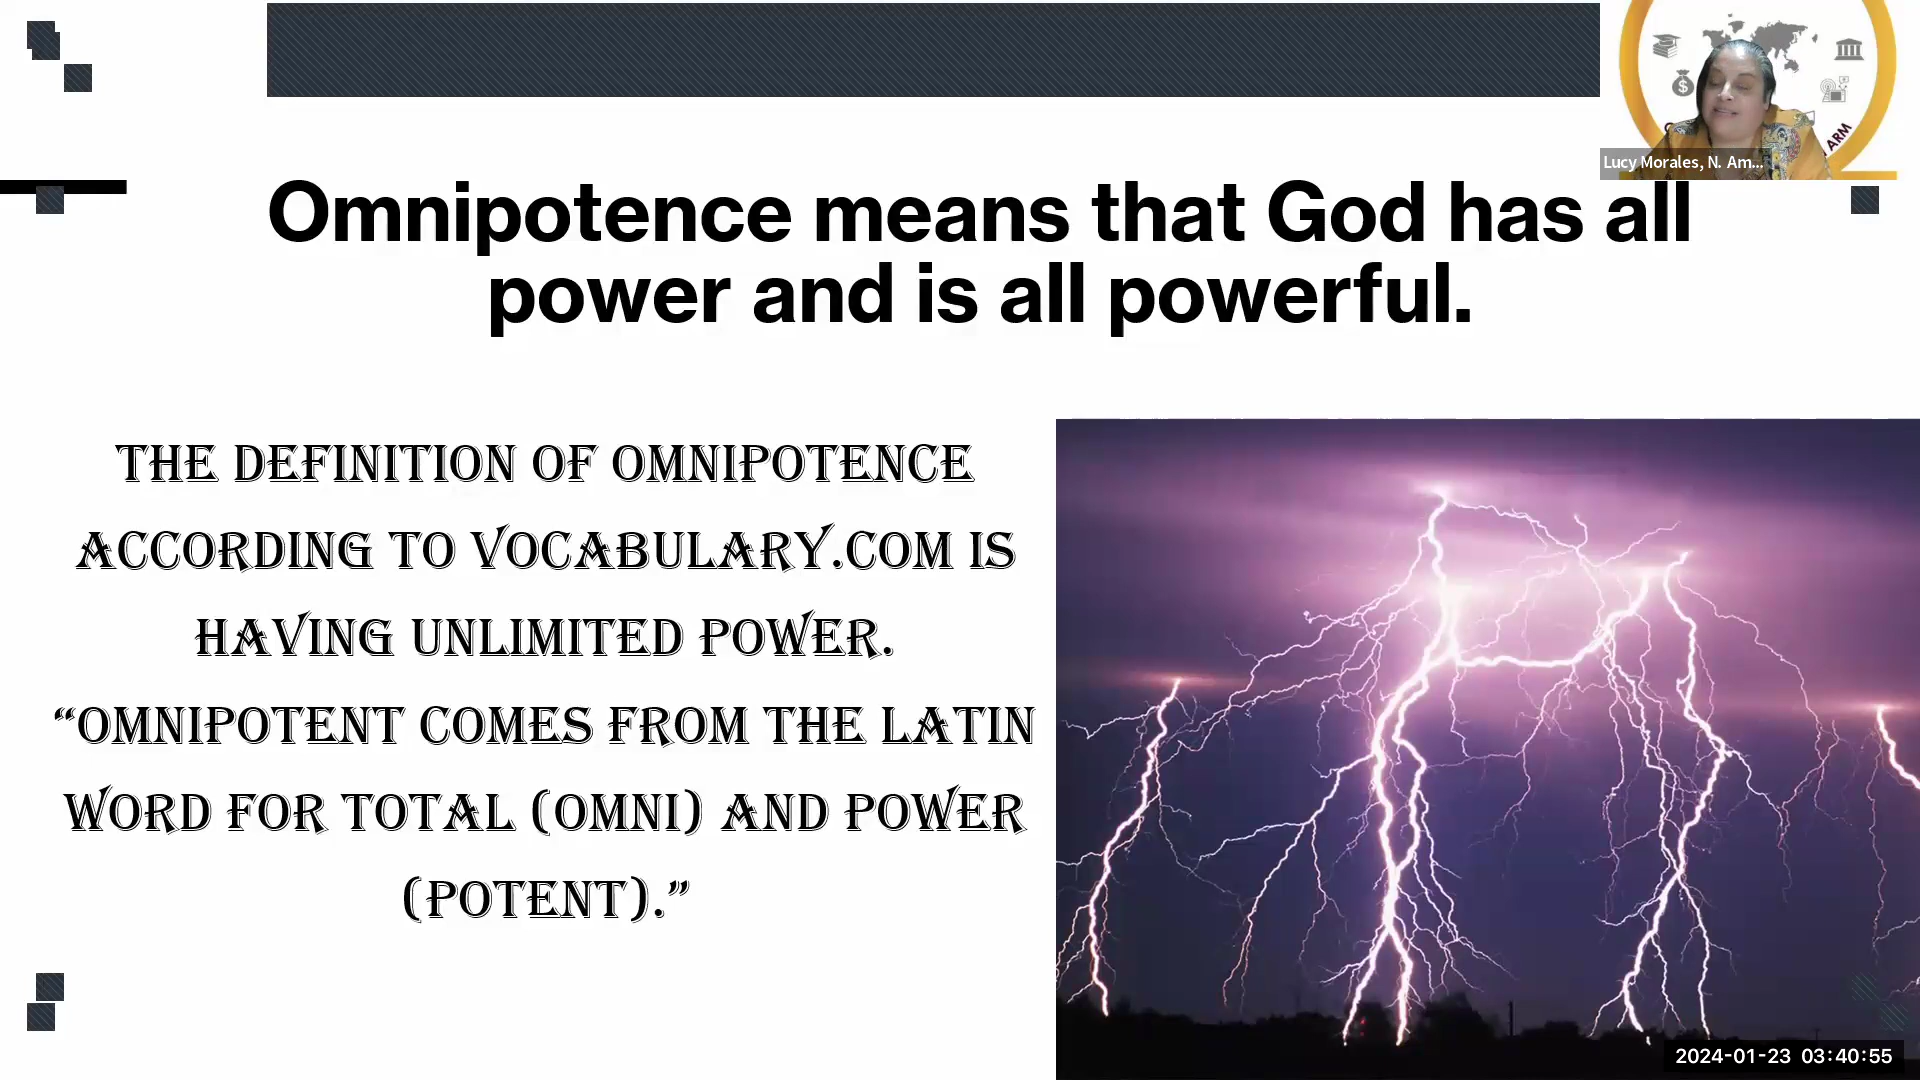 Omnipotence means that God has all
power and is all powerful.
THE DEFINITION OF OMNIPOTENCE
ACCORDING TO VOCABULARY.COM IS
HAVING UNLIMITED POWER.
“OMNIPOTENT COMES FROM THE LATIN
WORD FOR TOTAL (OMNI) AND POWER
(POTENT).”
ARM
Lucy Morales, N. Am...
2024-01-23 03:40:55